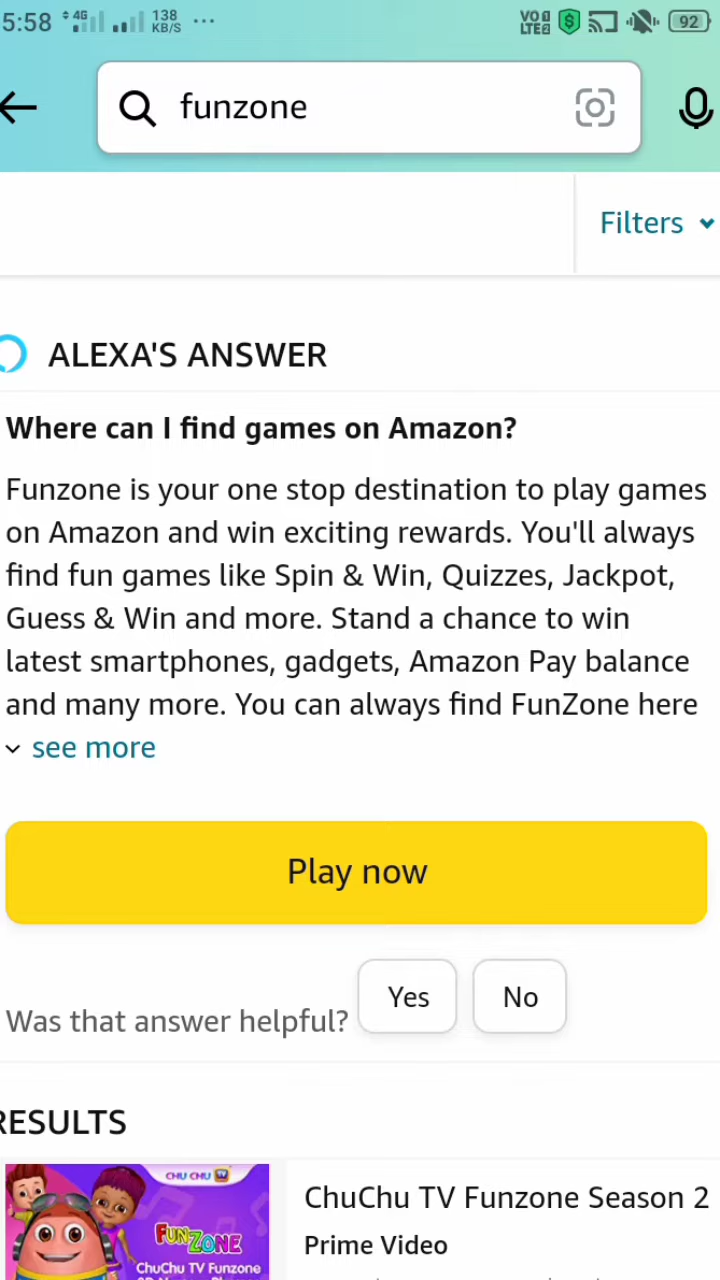 5:58 4G 138 KB/S ... VO LTE 92
funzone
Filters
ALEXA'S ANSWER
Where can I find games on Amazon?
Funzone is your one stop destination to play games
on Amazon and win exciting rewards. You'll always
find fun games like Spin & Win, Quizzes, Jackpot,
Guess & Win and more. Stand a chance to win
latest smartphones, gadgets, Amazon Pay balance
and many more. You can always find FunZone here
see more
Play now
Was that answer helpful? Yes No
RESULTS
CHU CHU TV
FUNZONE
ChuChu TV Funzone
ChuChu TV Funzone Season 2
Prime Video